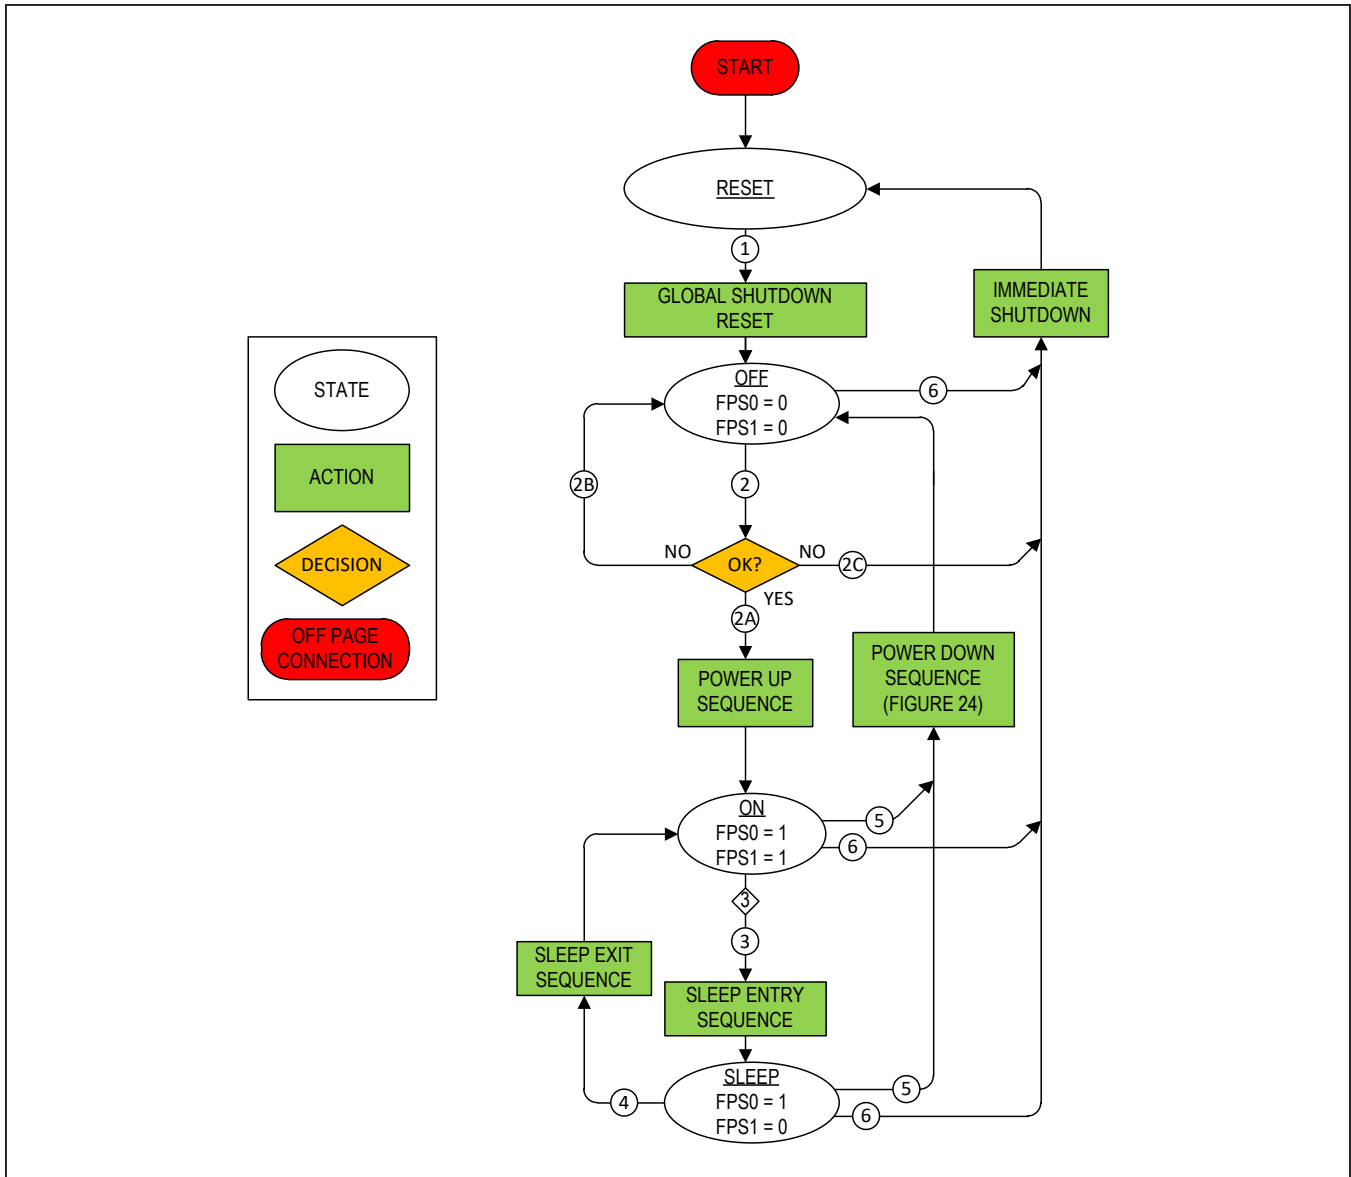 START
RESET
1
GLOBAL SHUTDOWN
RESET
IMMEDIATE
SHUTDOWN
OFF
FPS0 = 0
FPS1 = 0
6
STATE
ACTION
DECISION
OFF PAGE
CONNECTION
2B
2
NO
OK?
NO
2C
YES
2A
POWER UP
SEQUENCE
POWER DOWN
SEQUENCE
(FIGURE 24)
ON
FPS0 = 1
FPS1 = 1
5
6
3
3
SLEEP EXIT
SEQUENCE
SLEEP ENTRY
SEQUENCE
SLEEP
FPS0 = 1
FPS1 = 0
4
5
6